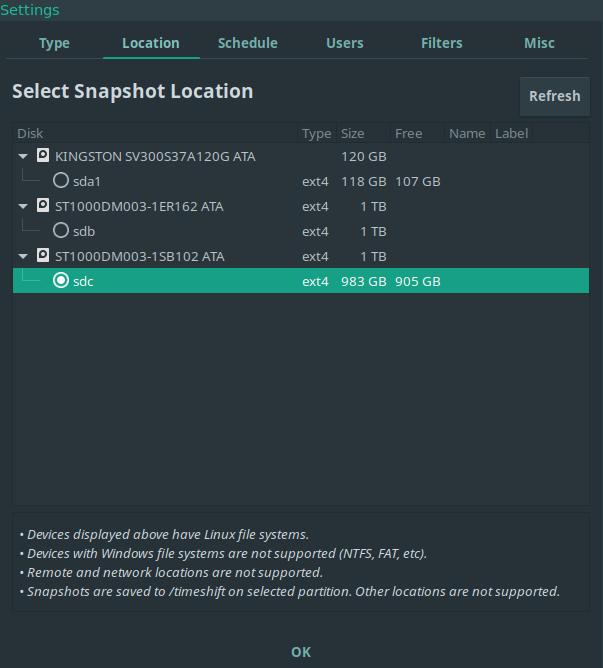 Settings
Type Location Schedule Users Filters Misc
Select Snapshot Location
Refresh
Disk Type Size Free Name Label
KINGSTON SV300S37A120G ATA 120 GB
sda1 ext4 118 GB 107 GB
ST1000DM003-1ER162 ATA 1 TB
sdb ext4 1 TB
ST1000DM003-1SB102 ATA 1 TB
sdc ext4 983 GB 905 GB
• Devices displayed above have Linux file systems.
• Devices with Windows file systems are not supported (NTFS, FAT, etc).
• Remote and network locations are not supported.
• Snapshots are saved to /timeshift on selected partition. Other locations are not supported.
OK